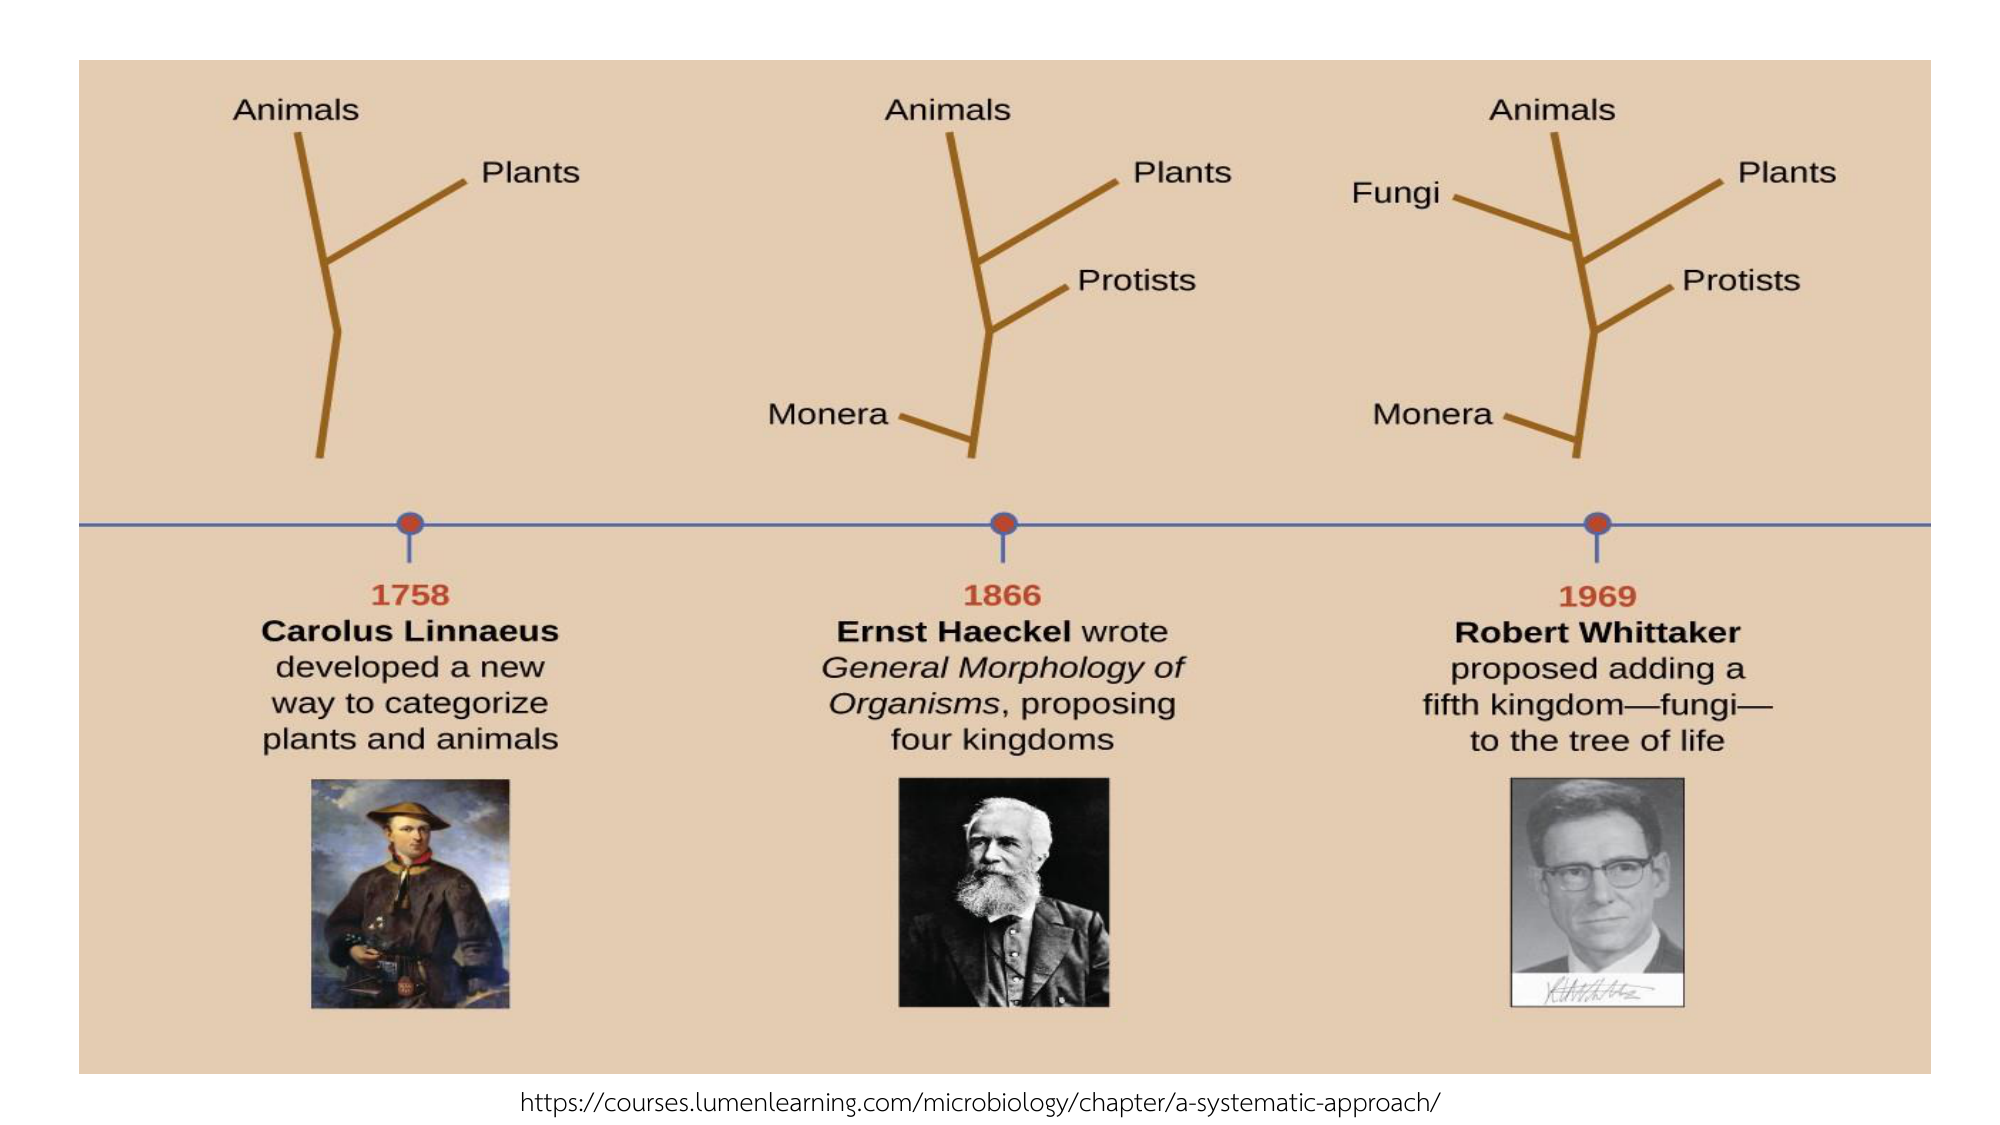 Animals
Plants
Animals
Plants
Protists
Monera
Animals
Fungi
Plants
Protists
Monera
1758
Carolus Linnaeus
developed a new
way to categorize
plants and animals
1866
Ernst Haeckel wrote
General Morphology of
Organisms, proposing
four kingdoms
1969
Robert Whittaker
proposed adding a
fifth kingdom—fungi—
to the tree of life
https://courses.lumenlearning.com/microbiology/chapter/a-systematic-approach/